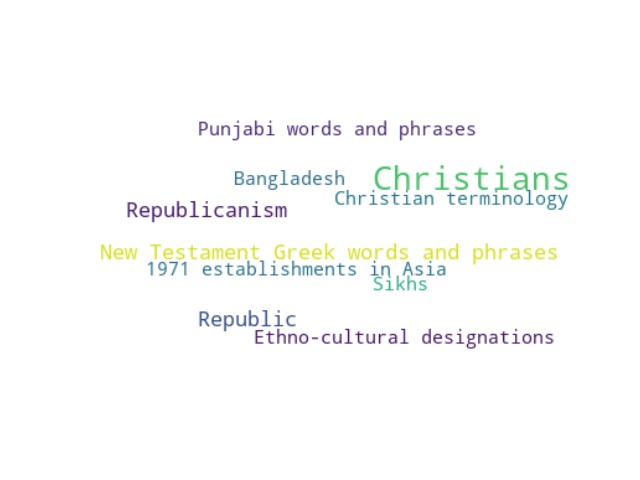 Punjabi words and phrases
Bangladesh
Christians
Christian terminology
Republicanism
New Testament Greek words and phrases
1971 establishments in Asia
Sikhs
Republic
Ethno-cultural designations